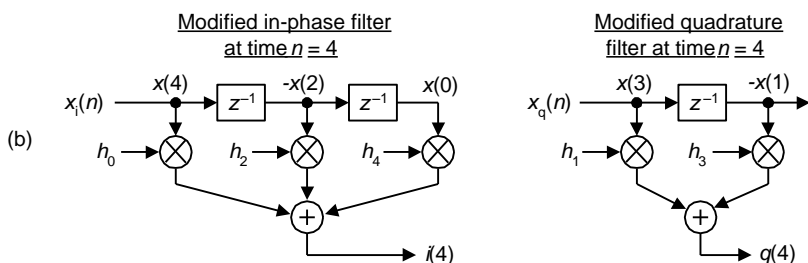 Modified in-phase filter
at time n = 4
Modified quadrature
filter at time n = 4
x(4) -x(2) x(0) x(3) -x(1)
xᵢ(n) z⁻¹ z⁻¹ x_q(n) z⁻¹
(b)
h₀ h₂ h₄ h₁ h₃
+ +
i(4) q(4)